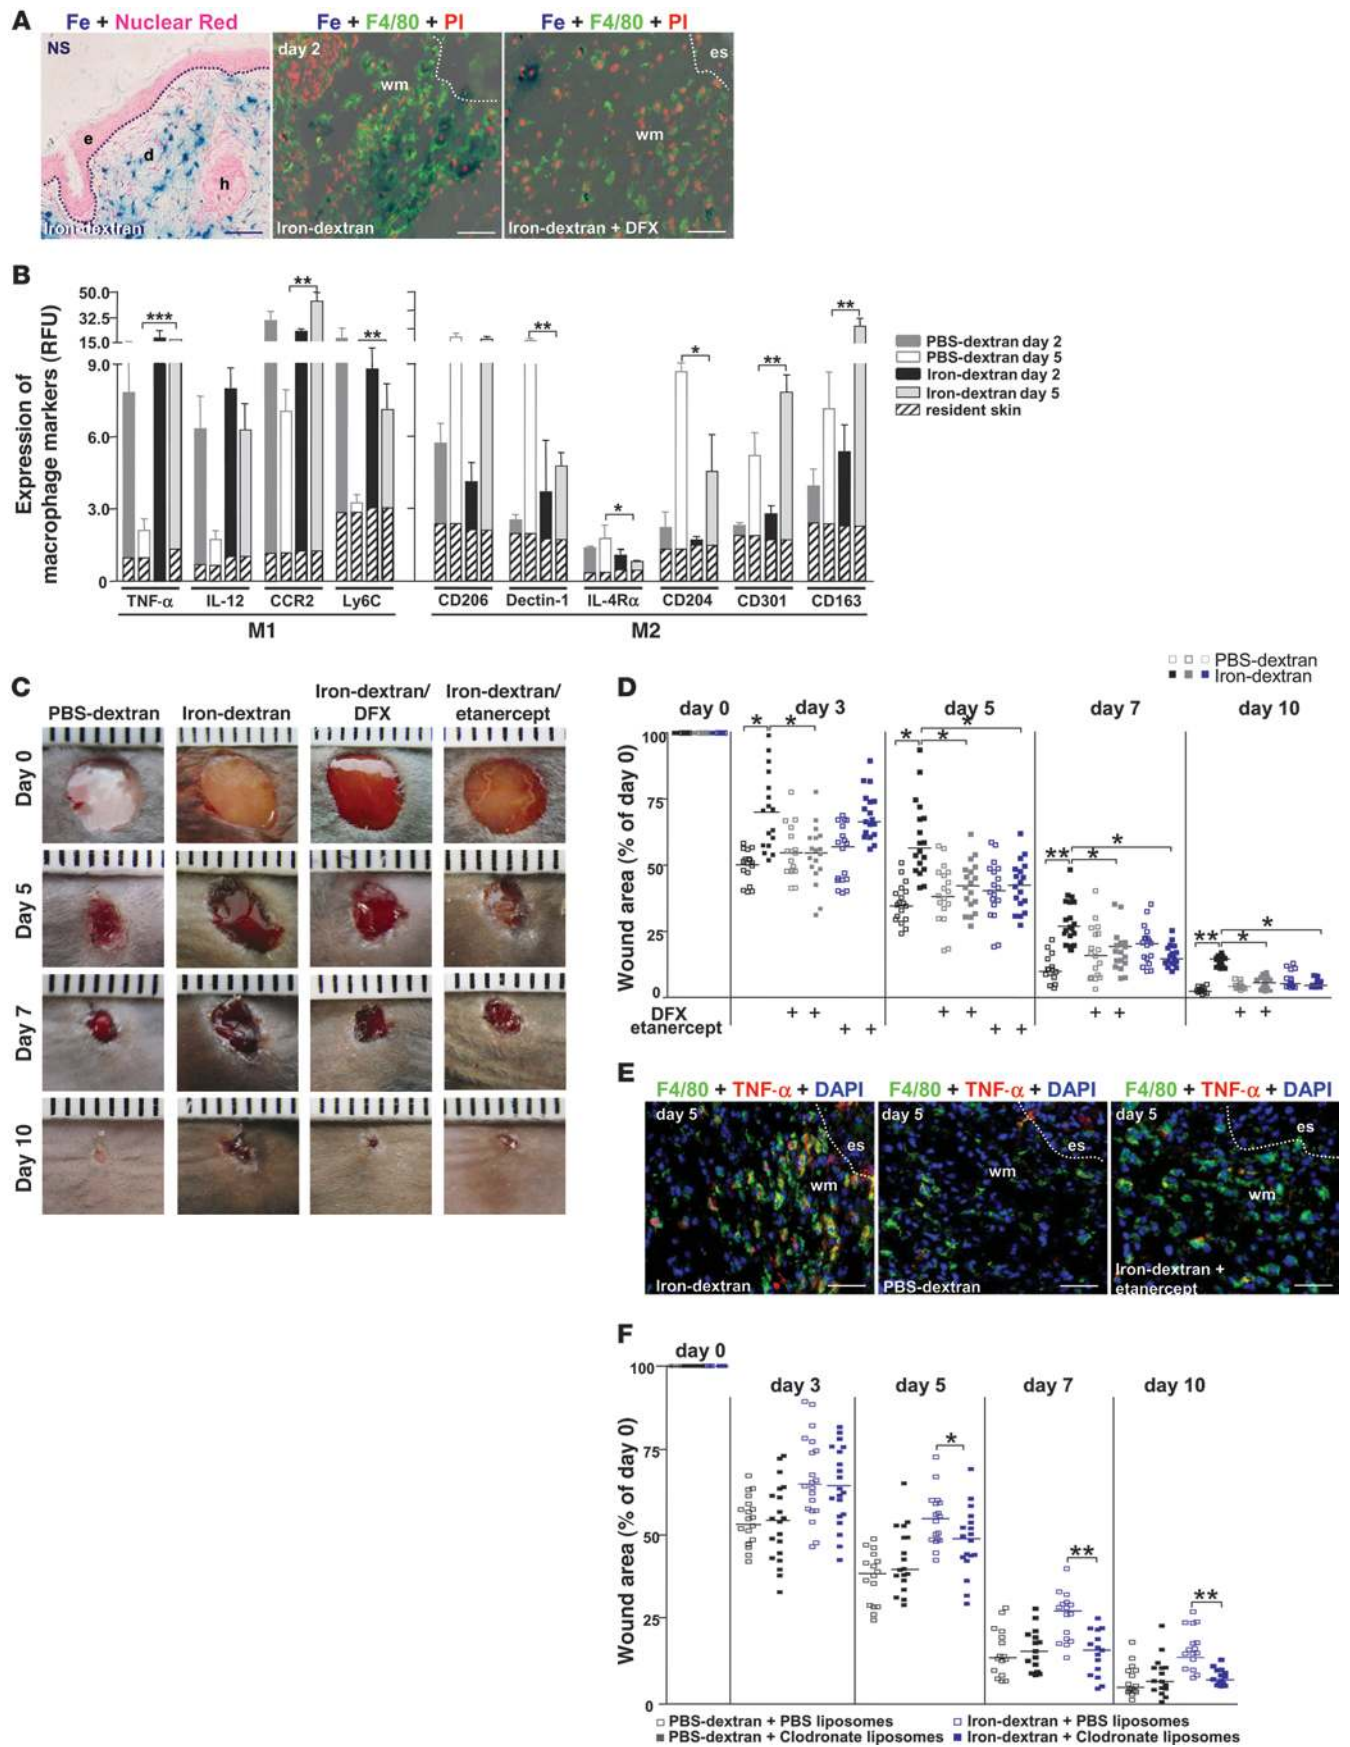 A
Fe + Nuclear Red
Fe + F4/80 + PI
Fe + F4/80 + PI
NS
e
d
h
Iron-dextran
day 2
wm
Iron-dextran
es
wm
Iron-dextran + DFX
B
Expression of
macrophage markers (RFU)
50.0
32.5
15.0
9.0
6.0
3.0
0
***
**
**
**
*
*
**
**
PBS-dextran day 2
PBS-dextran day 5
Iron-dextran day 2
Iron-dextran day 5
resident skin
TNF-α IL-12 CCR2 Ly6C CD206 Dectin-1 IL-4Rα CD204 CD301 CD163
M1 M2
C
PBS-dextran
Iron-dextran
Iron-dextran/
DFX
Iron-dextran/
etanercept
Day 0
Day 5
Day 7
Day 10
D
PBS-dextran
Iron-dextran
day 0 day 3 day 5 day 7 day 10
Wound area (% of day 0)
100
75
50
25
0
* *
* * *
** * *
** * *
DFX + + + + + + + +
etanercept + + + +
E
F4/80 + TNF-α + DAPI
F4/80 + TNF-α + DAPI
F4/80 + TNF-α + DAPI
day 5
es
wm
Iron-dextran
day 5
es
wm
PBS-dextran
day 5
es
wm
Iron-dextran +
etanercept
F
day 0
day 3 day 5 day 7 day 10
Wound area (% of day 0)
100
75
50
25
0
*
**
**
PBS-dextran + PBS liposomes
PBS-dextran + Clodronate liposomes
Iron-dextran + PBS liposomes
Iron-dextran + Clodronate liposomes